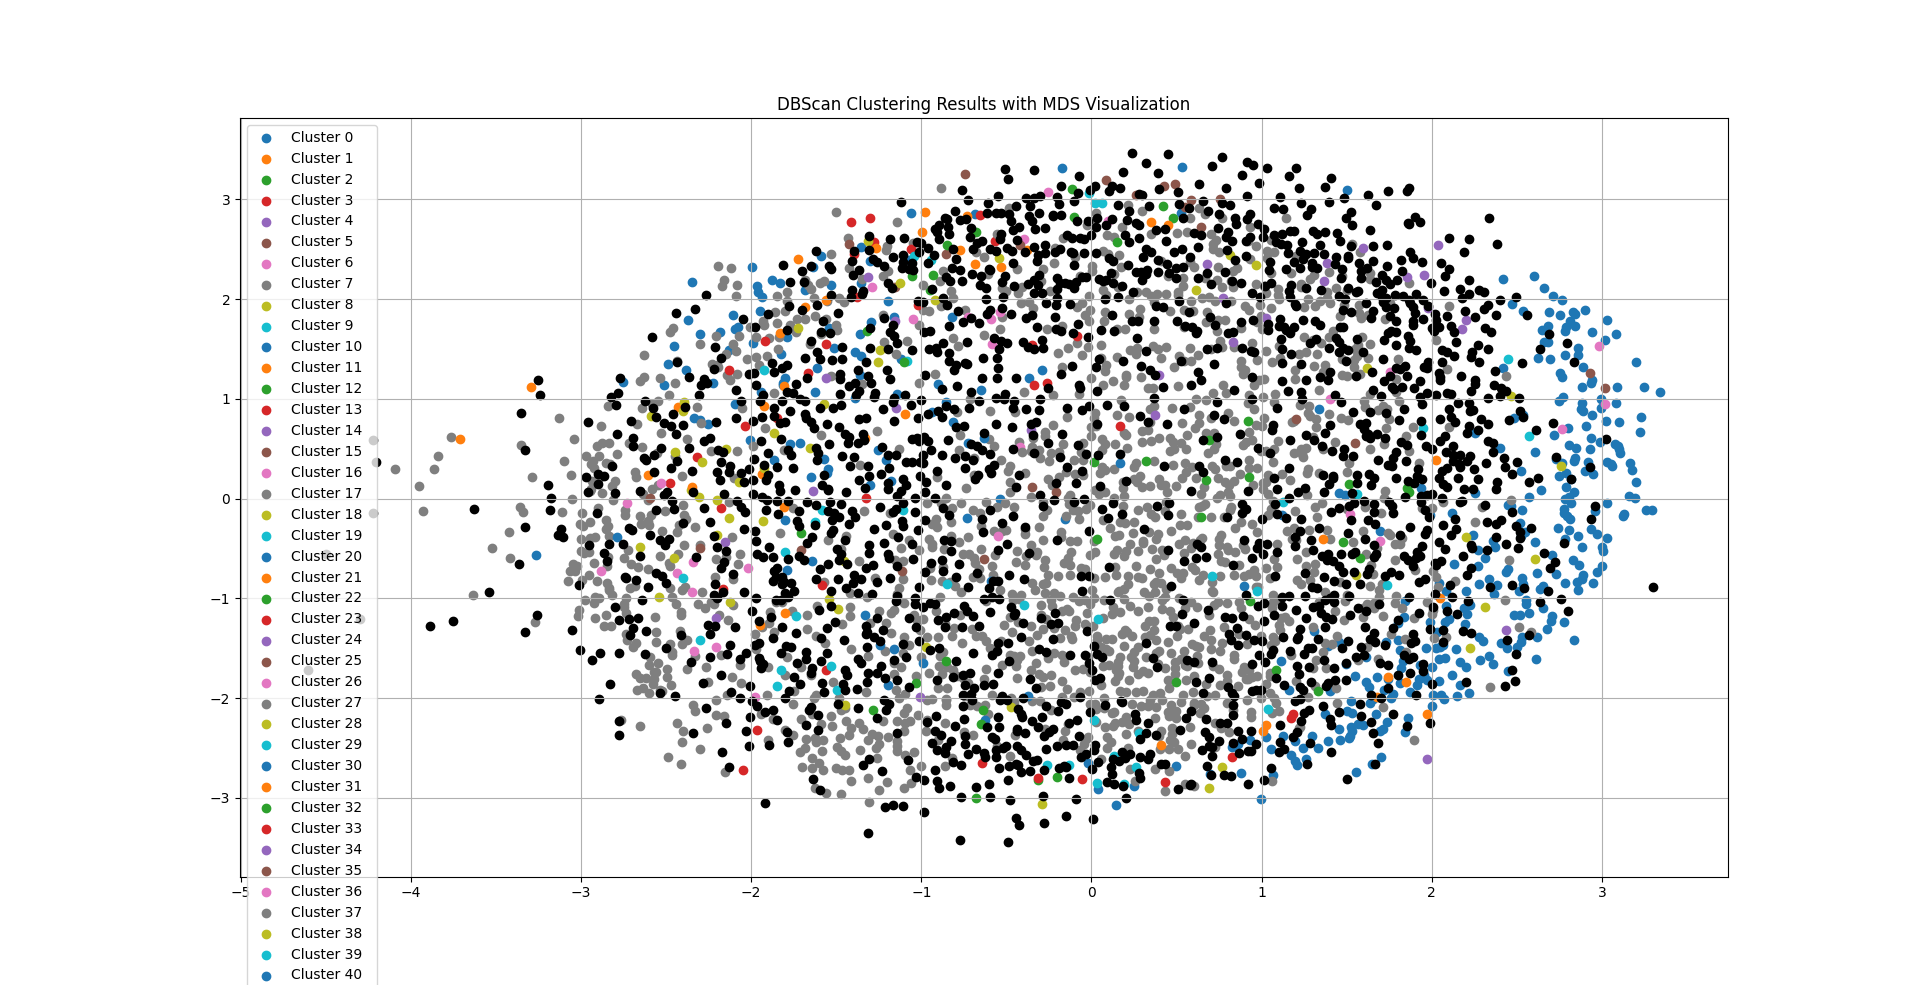 DBScan Clustering Results with MDS Visualization
Cluster 0
Cluster 1
Cluster 2
Cluster 3
Cluster 4
Cluster 5
Cluster 6
Cluster 7
Cluster 8
Cluster 9
Cluster 10
Cluster 11
Cluster 12
Cluster 13
Cluster 14
Cluster 15
Cluster 16
Cluster 17
Cluster 18
Cluster 19
Cluster 20
Cluster 21
Cluster 22
Cluster 23
Cluster 24
Cluster 25
Cluster 26
Cluster 27
Cluster 28
Cluster 29
Cluster 30
Cluster 31
Cluster 32
Cluster 33
Cluster 34
Cluster 35
Cluster 36
Cluster 37
Cluster 38
Cluster 39
Cluster 40
3
2
1
0
−1
−2
−3
−5 −4 −3 −2 −1 0 1 2 3